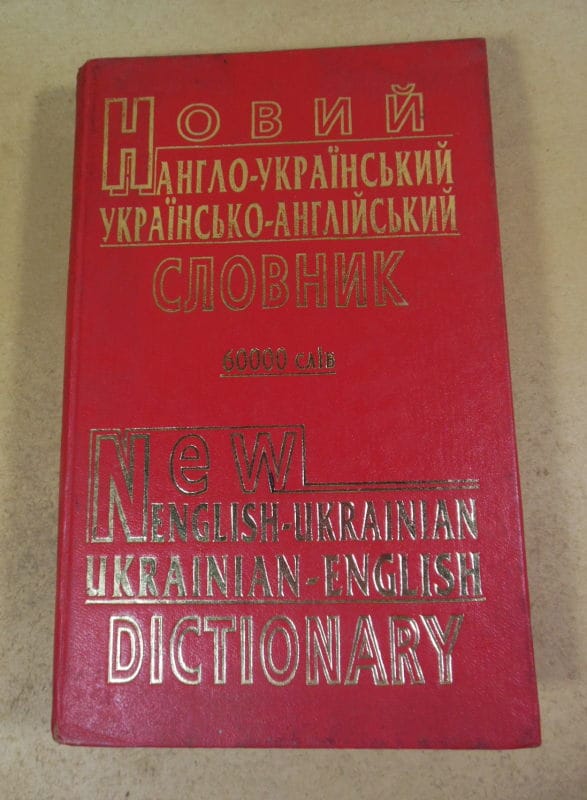 Новий
АНГЛО-УКРАЇНСЬКИЙ
УКРАЇНСЬКО-АНГЛІЙСЬКИЙ
СЛОВНИК
60000 слів
New
ENGLISH-UKRAINIAN
UKRAINIAN-ENGLISH
DICTIONARY